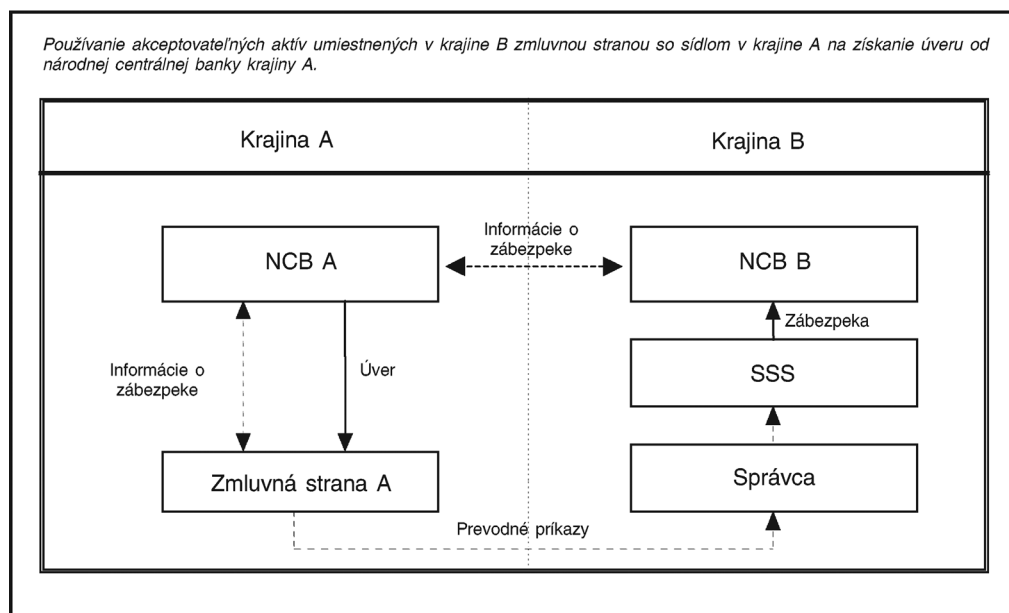 Používanie akceptovateľných aktív umiestnených v krajine B zmluvnou stranou so sídlom v krajine A na získanie úveru od
národnej centrálnej banky krajiny A.
Krajina A
Krajina B
Informácie o
zábezpeke
NCB A
NCB B
Zábezpeka
Informácie o
zábezpeke
Úver
SSS
Zmluvná strana A
Správca
Prevodné príkazy